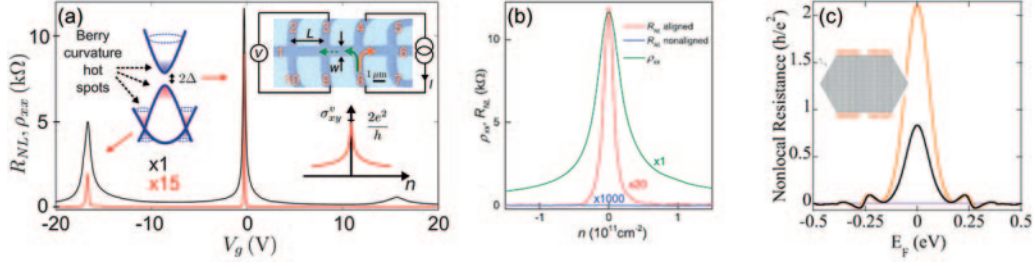 (a)
Berry
curvature
hot
spots
2Δ
x1
x15
L
w
1 μm
V
I
σ^v_xy
2e²/h
n
R_NL, ρ_xx (kΩ)
10
5
0
-20
-10
0
10
20
V_g (V)
(b)
R_NL aligned
R_NL nonaligned
ρ_xx
ρ_xx, R_NL (kΩ)
10
5
0
x1
x20
x1000
-1
0
1
n (10¹¹cm⁻²)
(c)
Nonlocal Resistance (h/e²)
2
1.5
1
0.5
0
-0.5
-0.25
0
0.25
0.5
E_F (eV)